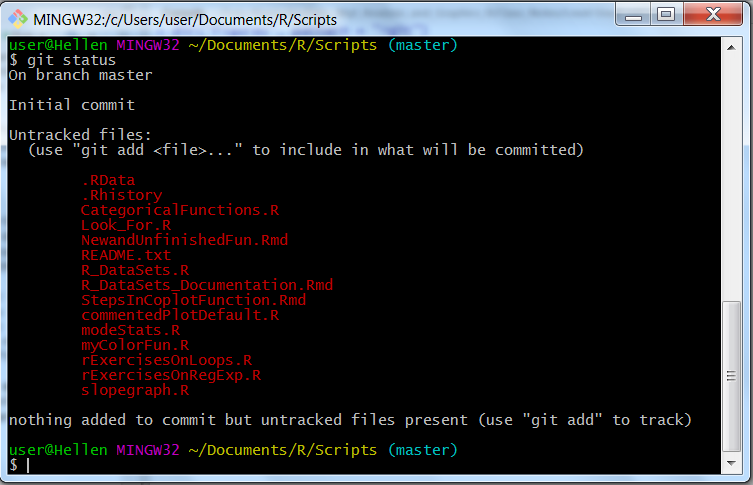 MINGW32:/c/Users/user/Documents/R/Scripts
user@Hellen MINGW32 ~/Documents/R/Scripts (master)
$ git status
On branch master
Initial commit
Untracked files:
(use "git add <file>..." to include in what will be committed)
.RData
.Rhistory
CategoricalFunctions.R
Look_For.R
NewandUnfinishedFun.Rmd
README.txt
R_DataSets.R
R_DataSets_Documentation.Rmd
StepsInCoplotFunction.Rmd
commentedPlotDefault.R
modeStats.R
myColorFun.R
rExercisesOnLoops.R
rExercisesOnRegExp.R
slopegraph.R
nothing added to commit but untracked files present (use "git add" to track)
user@Hellen MINGW32 ~/Documents/R/Scripts (master)
$